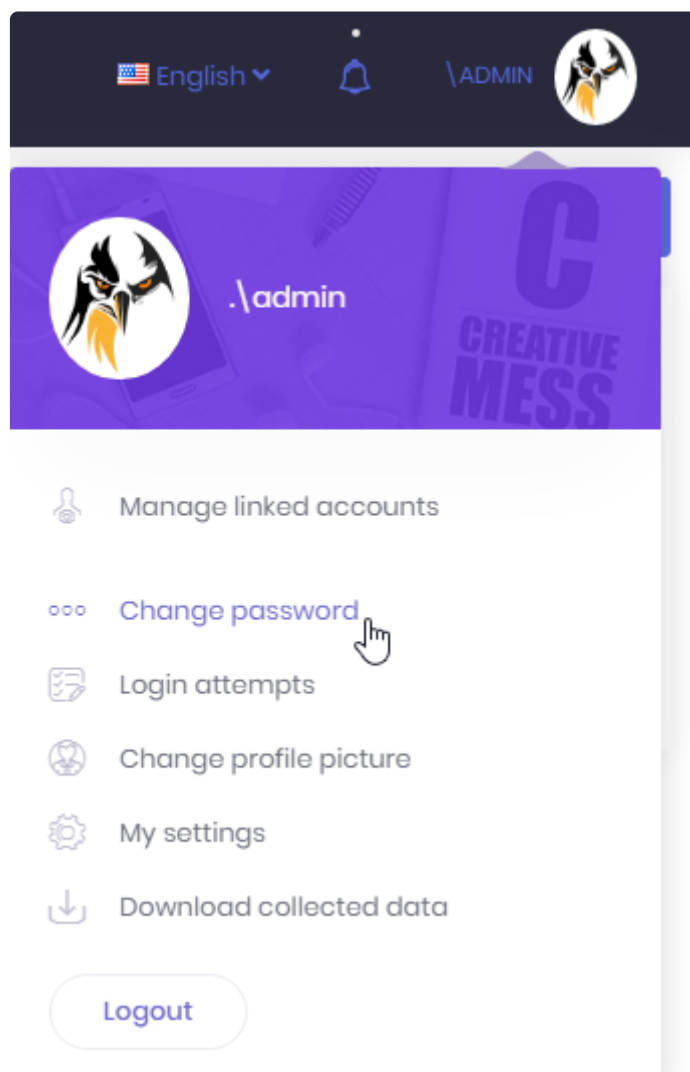 English
\ADMIN
.\admin
C
CREATIVE
MESS
Manage linked accounts
Change password
Login attempts
Change profile picture
My settings
Download collected data
Logout